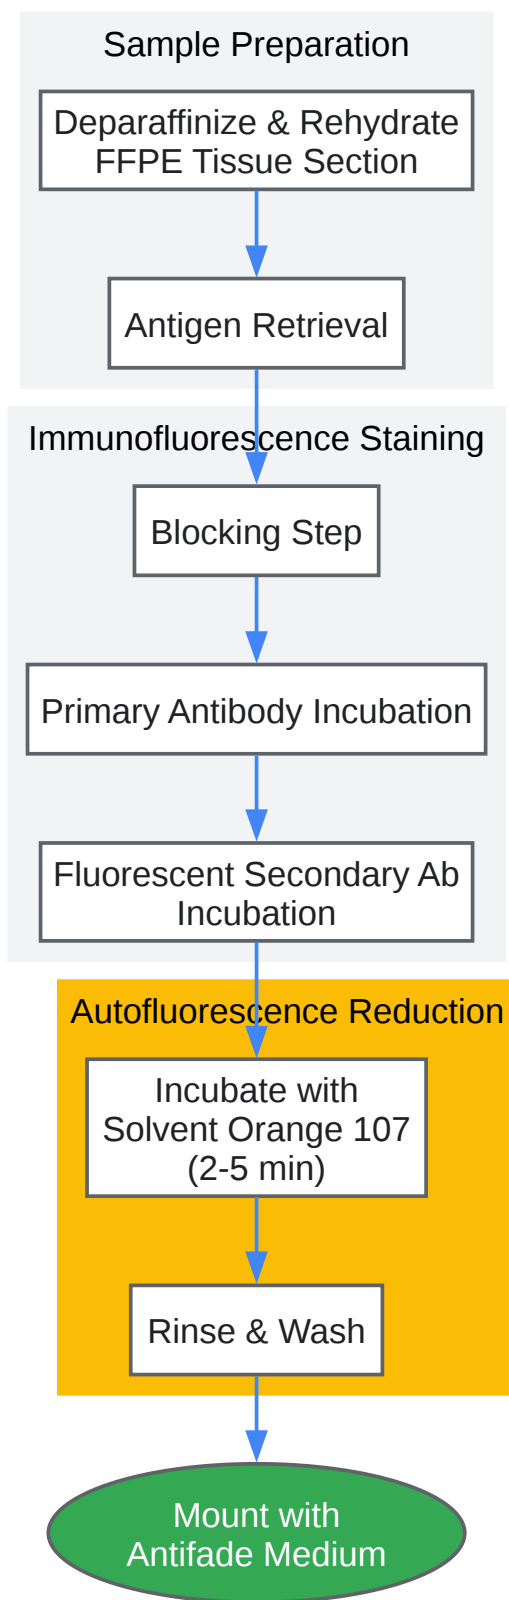 Sample Preparation
Deparaffinize & Rehydrate
FFPE Tissue Section
Antigen Retrieval
Immunofluorescence Staining
Blocking Step
Primary Antibody Incubation
Fluorescent Secondary Ab
Incubation
Autofluorescence Reduction
Incubate with
Solvent Orange 107
(2-5 min)
Rinse & Wash
Mount with
Antifade Medium